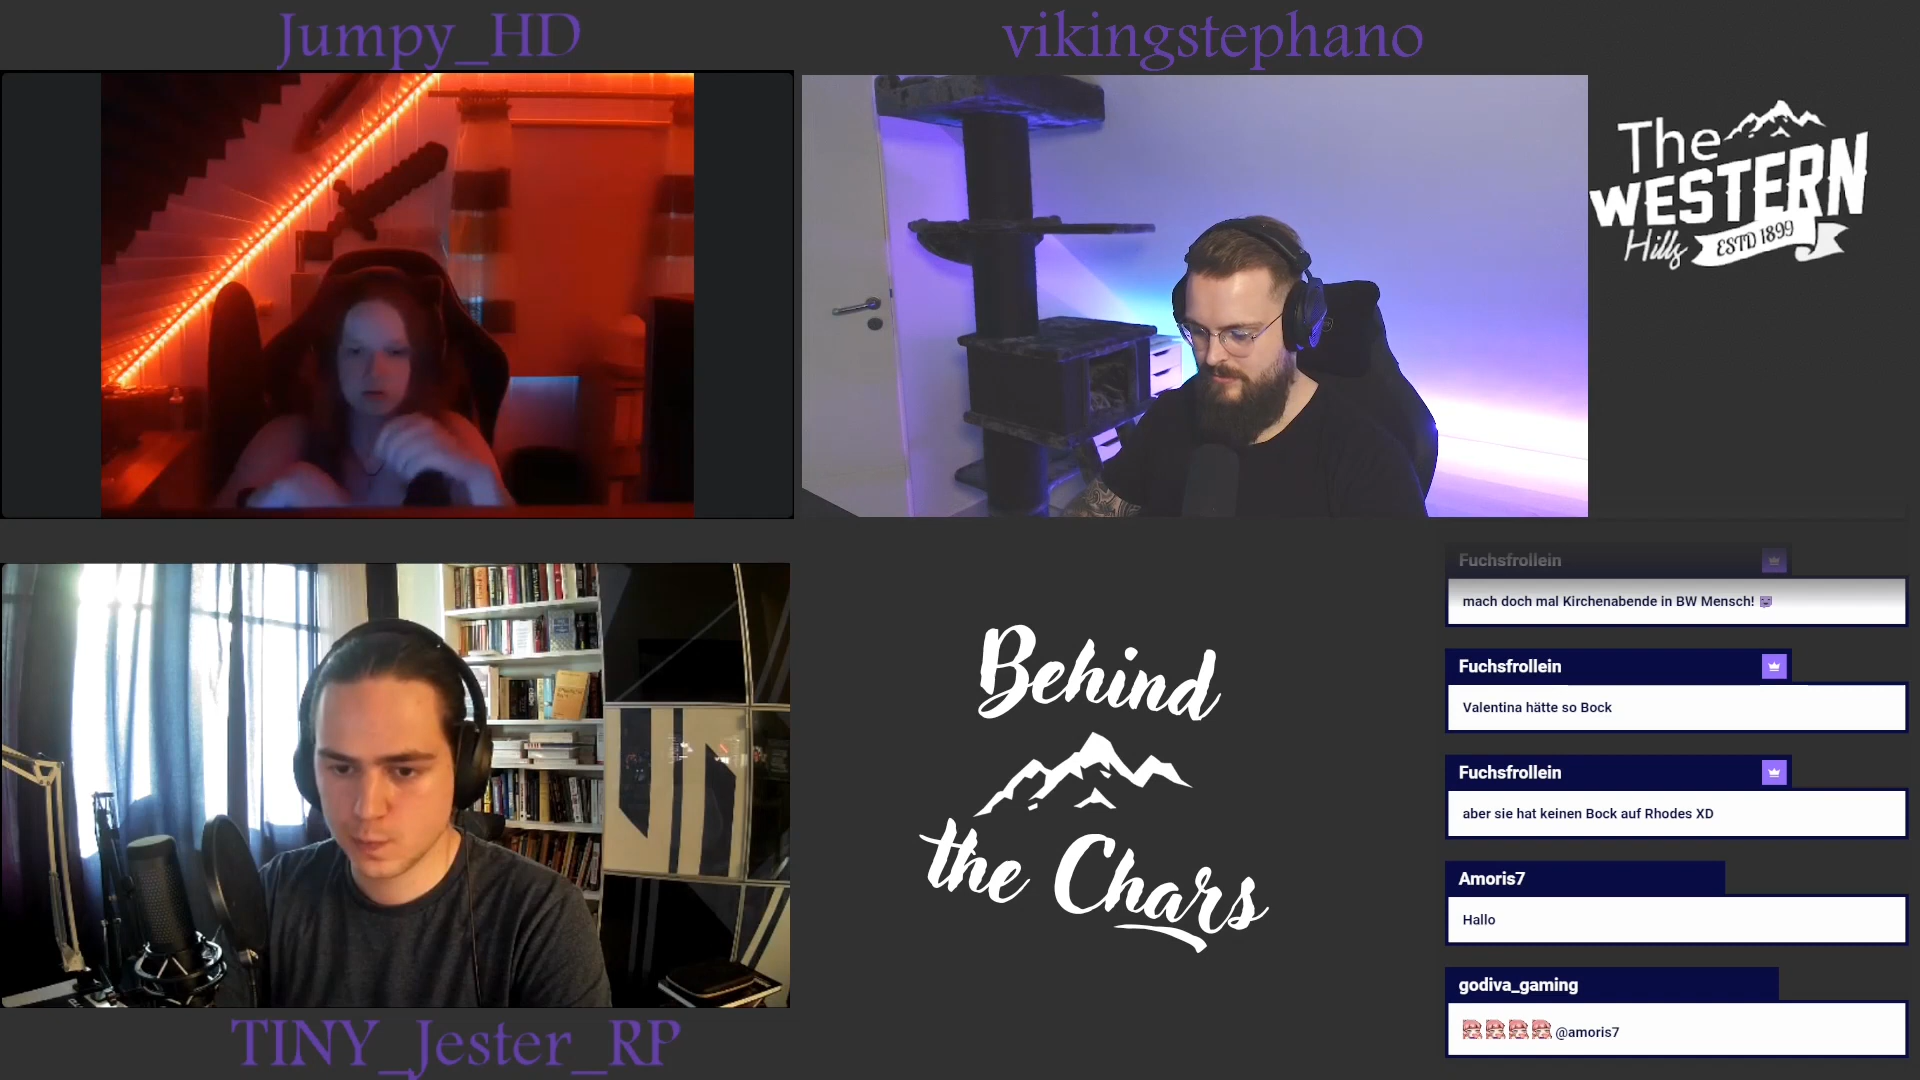 Jumpy_HD
vikingstephano
The
WESTERN
Hills
ESTD 1899
Fuchsfrollein
mach doch mal Kirchenabende in BW Mensch!
Fuchsfrollein
Valentina hätte so Bock
Fuchsfrollein
aber sie hat keinen Bock auf Rhodes XD
Amoris7
Hallo
godiva_gaming
@amoris7
Behind
the Chars
TINY_Jester_RP